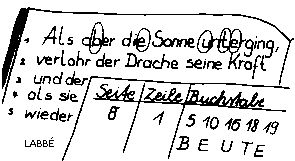 1 Als aber die Sonne unterging,
2 verlohr der Drache seine Kraft
3 und der
4 als sie
5 wieder
Seite Zeile Buchstabe
8 1 5 10 16 18 19
B E U T E
LABBÉ